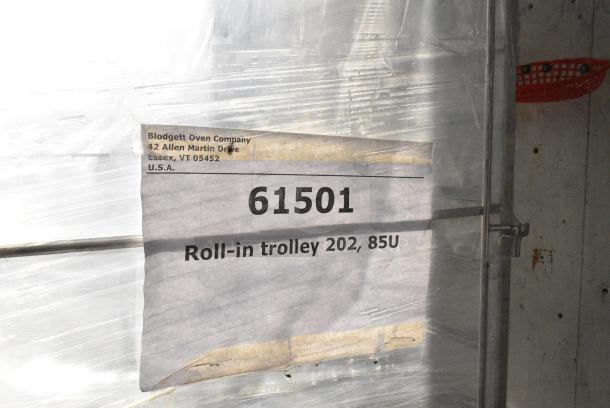 Blodgett Oven Company
42 Allen Martin Drive
Essex, VT 05452
U.S.A.
61501
Roll-in trolley 202, 85U